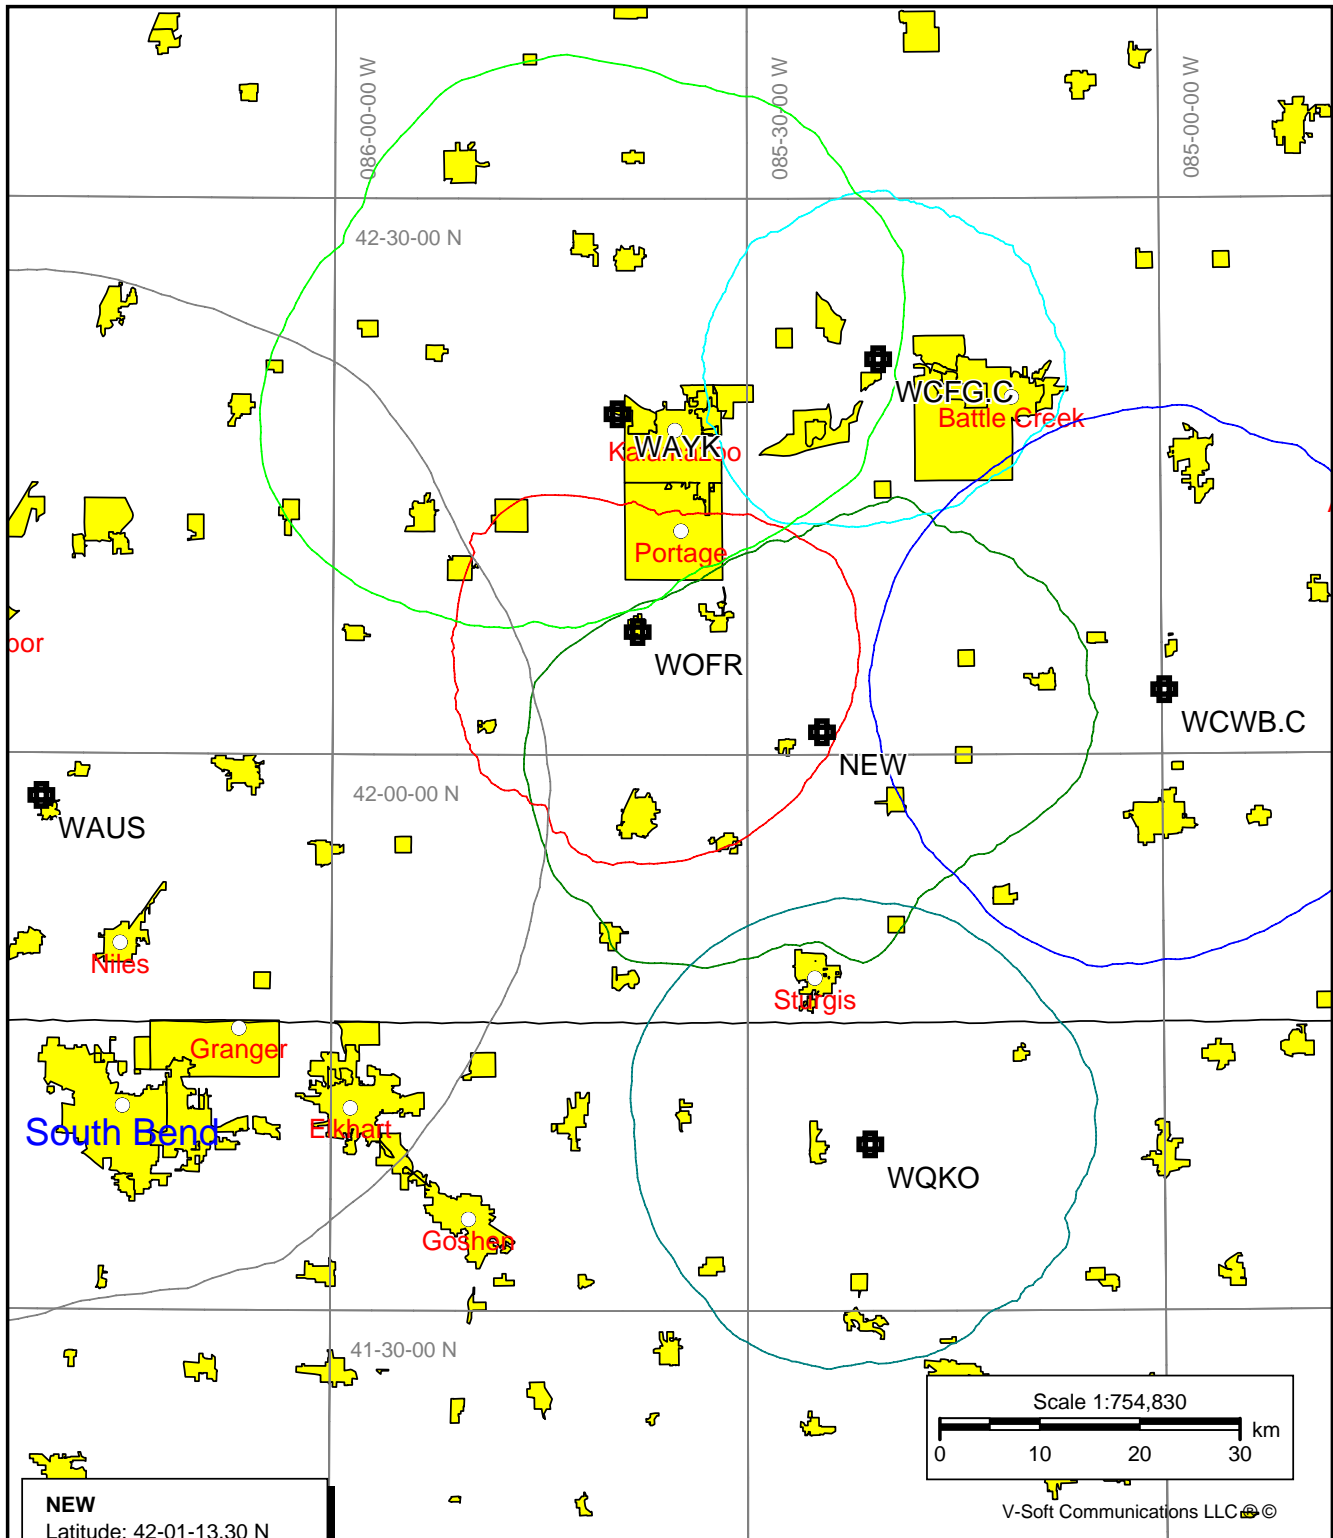 086-00-00 W
085-30-00 W
085-00-00 W
42-30-00 N
WCFG.C
Battle Creek
WAYK
Kalamazoo
Portage
oor
WOFR
WCWB.C
NEW
42-00-00 N
WAUS
Niles
Sturgis
Granger
South Bend
Elkhart
WQKO
Goshen
41-30-00 N
Scale 1:754,830
km
0 10 20 30
V-Soft Communications LLC ® ©
NEW
Latitude: 42-01-13.30 N